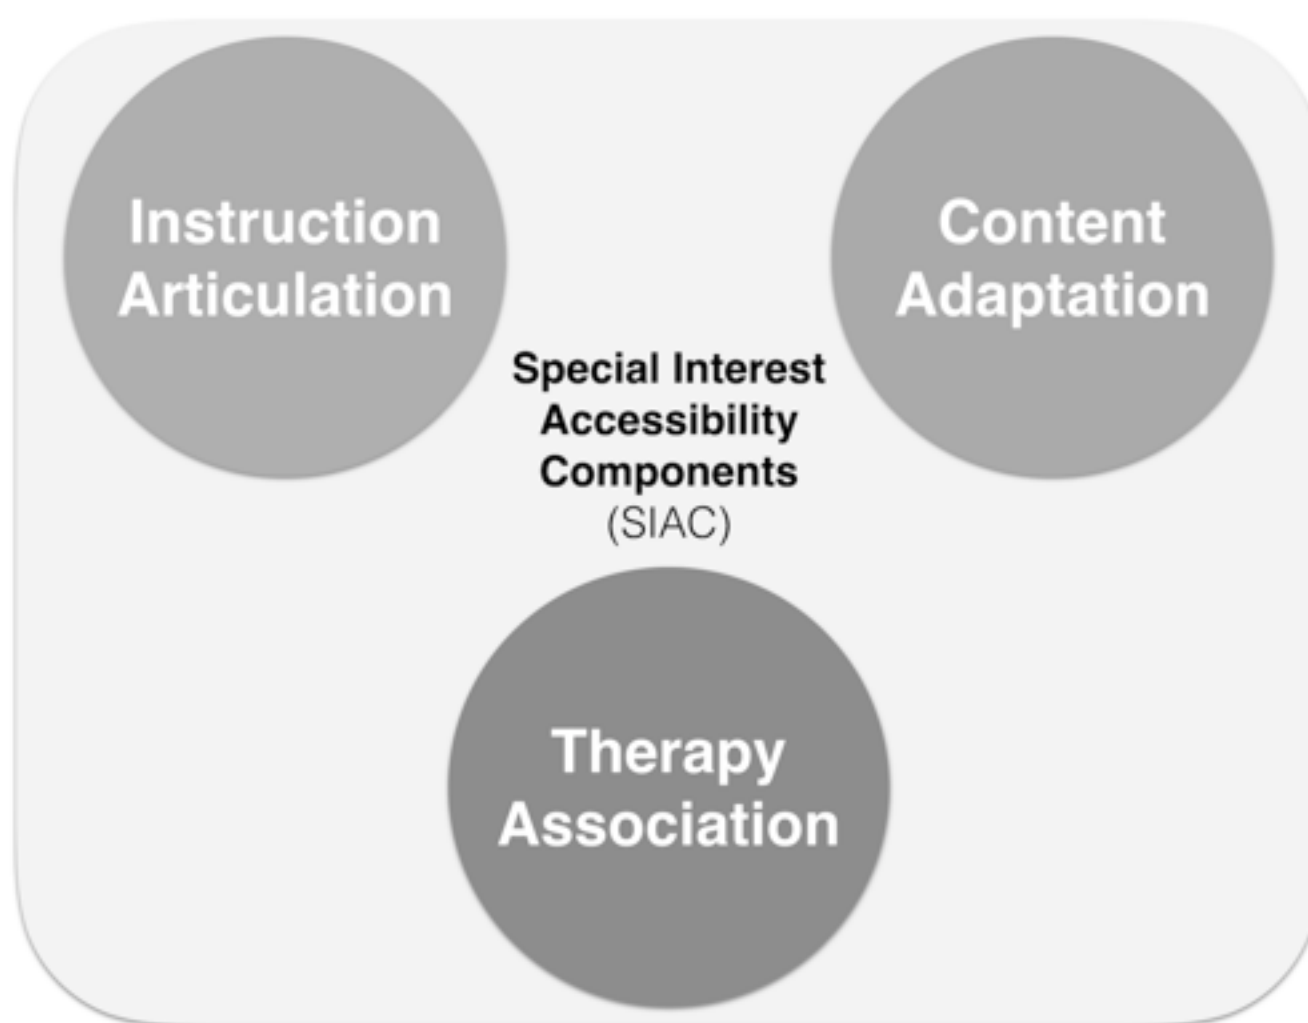 Instruction
Articulation
Content
Adaptation
Special Interest
Accessibility
Components
(SIAC)
Therapy
Association